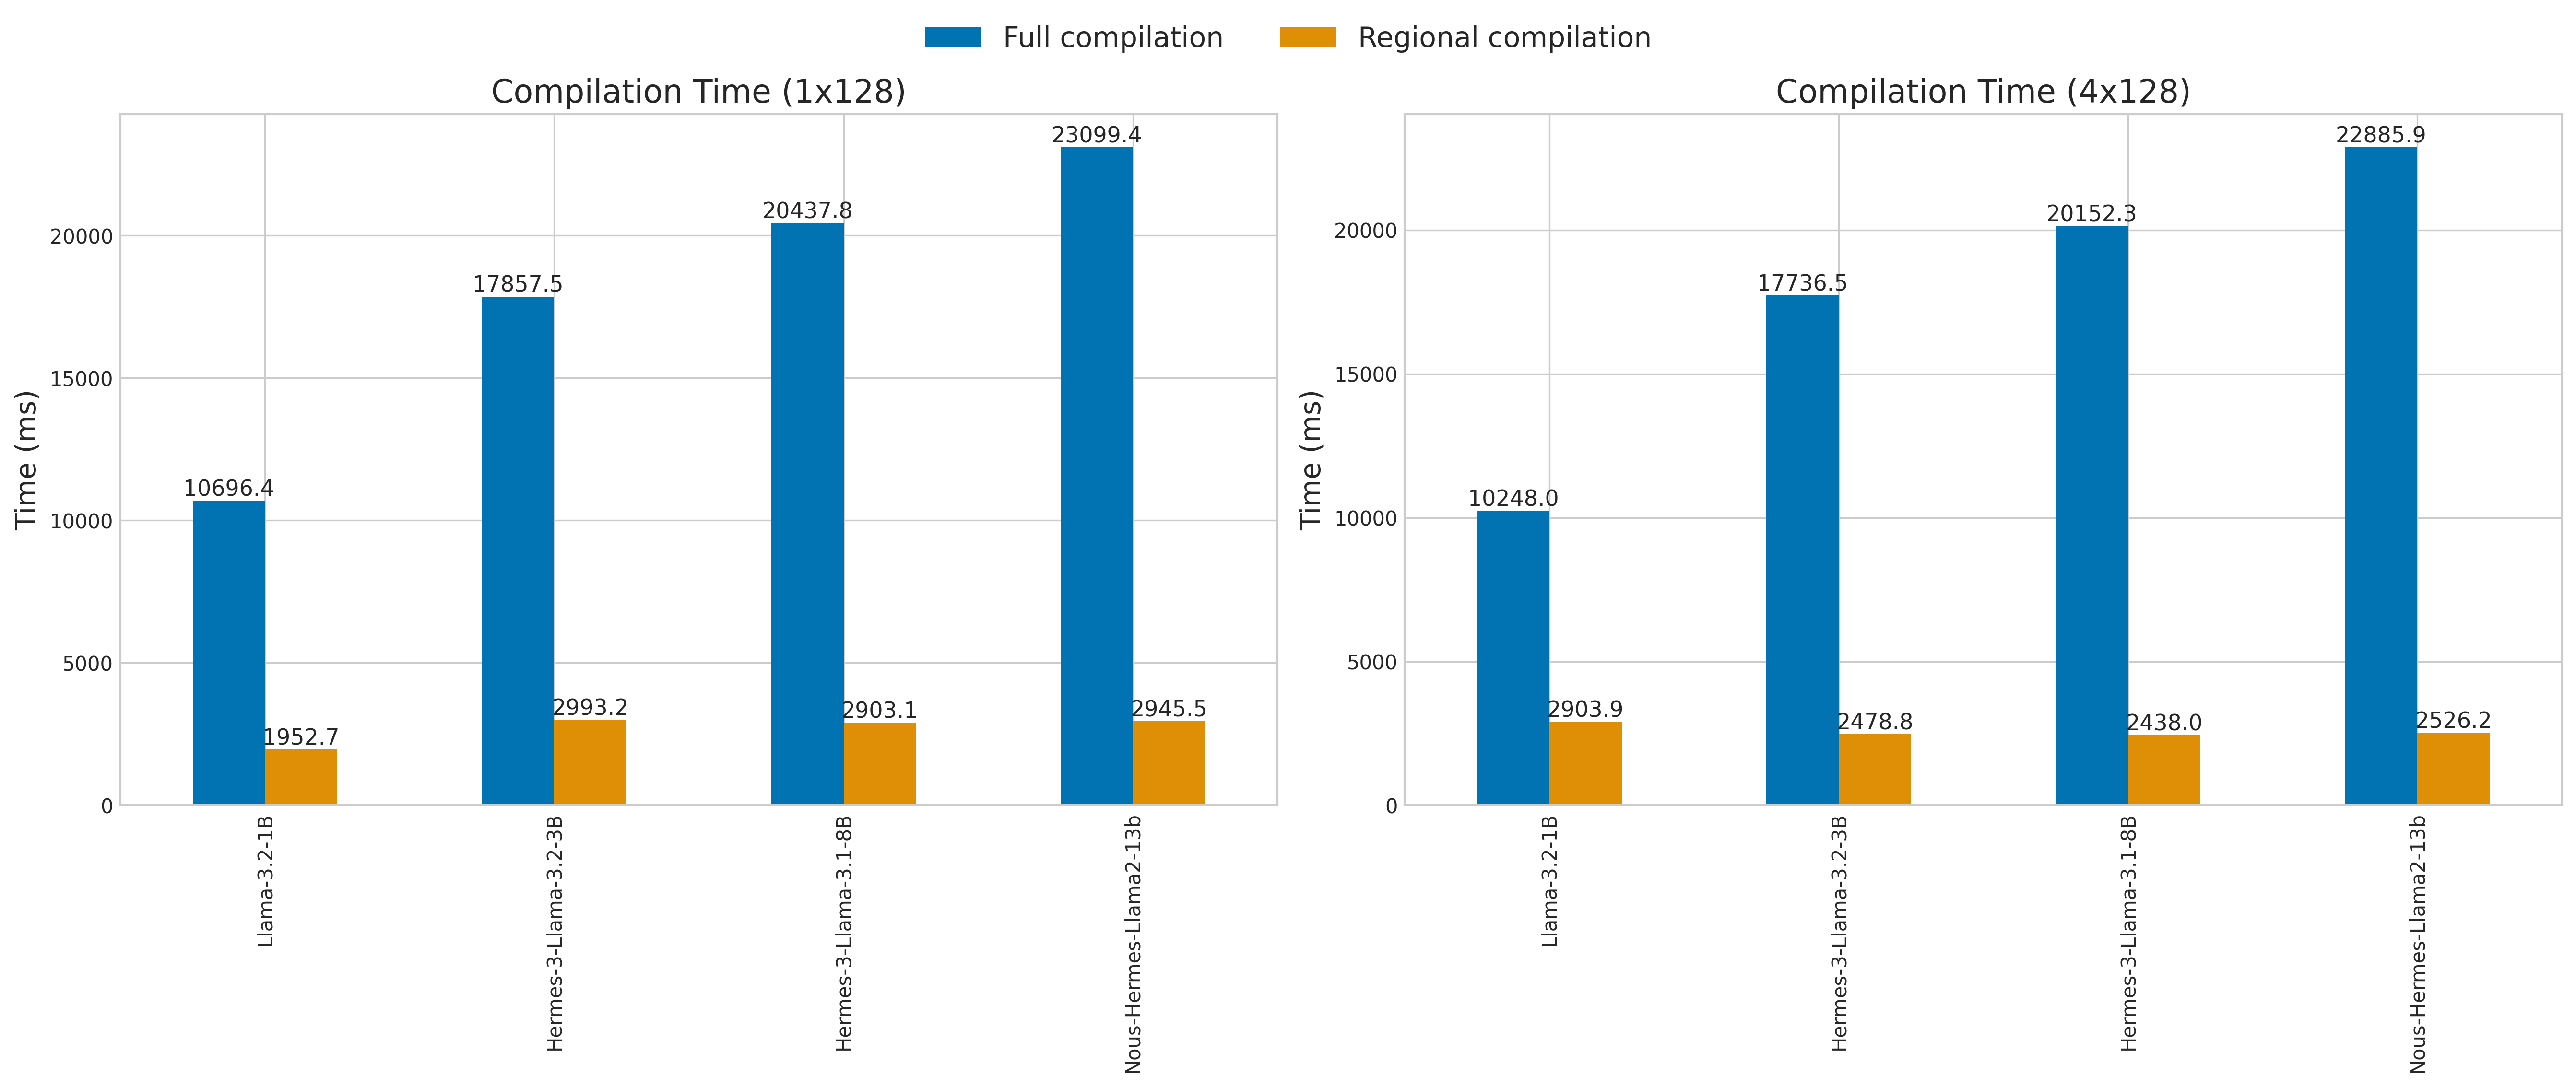 Full compilation
Regional compilation
Compilation Time (1x128)
Time (ms)
20000
15000
10000
5000
0
10696.4
1952.7
17857.5
2993.2
20437.8
2903.1
23099.4
2945.5
Llama-3.2-1B
Hermes-3-Llama-3.2-3B
Hermes-3-Llama-3.1-8B
Nous-Hermes-Llama2-13b
Compilation Time (4x128)
Time (ms)
20000
15000
10000
5000
0
10248.0
2903.9
17736.5
2478.8
20152.3
2438.0
22885.9
2526.2
Llama-3.2-1B
Hermes-3-Llama-3.2-3B
Hermes-3-Llama-3.1-8B
Nous-Hermes-Llama2-13b